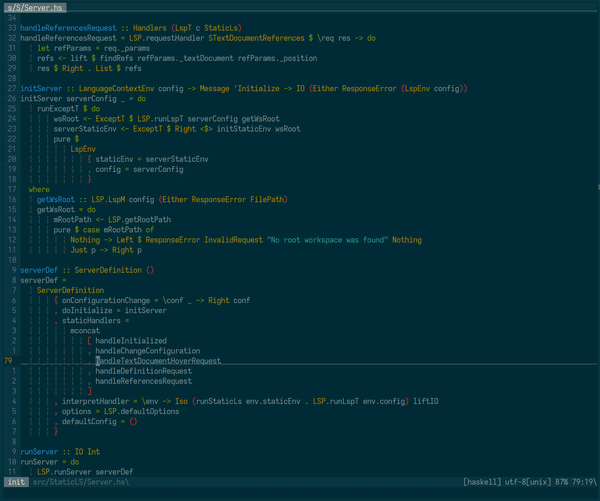 s/S/Server.hs
34
33 handleReferencesRequest :: Handlers (LspT c StaticLs)
32 handleReferencesRequest = LSP.requestHandler STextDocumentReferences $ \req res -> do
31 let refParams = req._params
30 refs <- lift $ findRefs refParams._textDocument refParams._position
29 res $ Right . List $ refs
28
27 initServer :: LanguageContextEnv config -> Message 'Initialize -> IO (Either ResponseError (LspEnv config))
26 initServer serverConfig _ = do
25 runExceptT $ do
24 wsRoot <- ExceptT $ LSP.runLspT serverConfig getWsRoot
23 serverStaticEnv <- ExceptT $ Right <$> initStaticEnv wsRoot
22 pure $
21 LspEnv
20 { staticEnv = serverStaticEnv
19 , config = serverConfig
18 }
17 where
16 getWsRoot :: LSP.LspM config (Either ResponseError FilePath)
15 getWsRoot = do
14 mRootPath <- LSP.getRootPath
13 pure $ case mRootPath of
12 Nothing -> Left $ ResponseError InvalidRequest "No root workspace was found" Nothing
11 Just p -> Right p
10
9 serverDef :: ServerDefinition ()
8 serverDef =
7 ServerDefinition
6 { onConfigurationChange = \conf _ -> Right conf
5 , doInitialize = initServer
4 , staticHandlers =
3 mconcat
2 [ handleInitialized
1 , handleChangeConfiguration
79 , handleTextDocumentHoverRequest
1 , handleDefinitionRequest
2 , handleReferencesRequest
3 ]
4 , interpretHandler = \env -> Iso (runStaticLs env.staticEnv . LSP.runLspT env.config) liftIO
5 , options = LSP.defaultOptions
6 , defaultConfig = ()
7 }
8
9 runServer :: IO Int
10 runServer = do
11 LSP.runServer serverDef
init src/StaticLS/Server.hs\ [haskell] utf-8[unix] 87% 79:19\